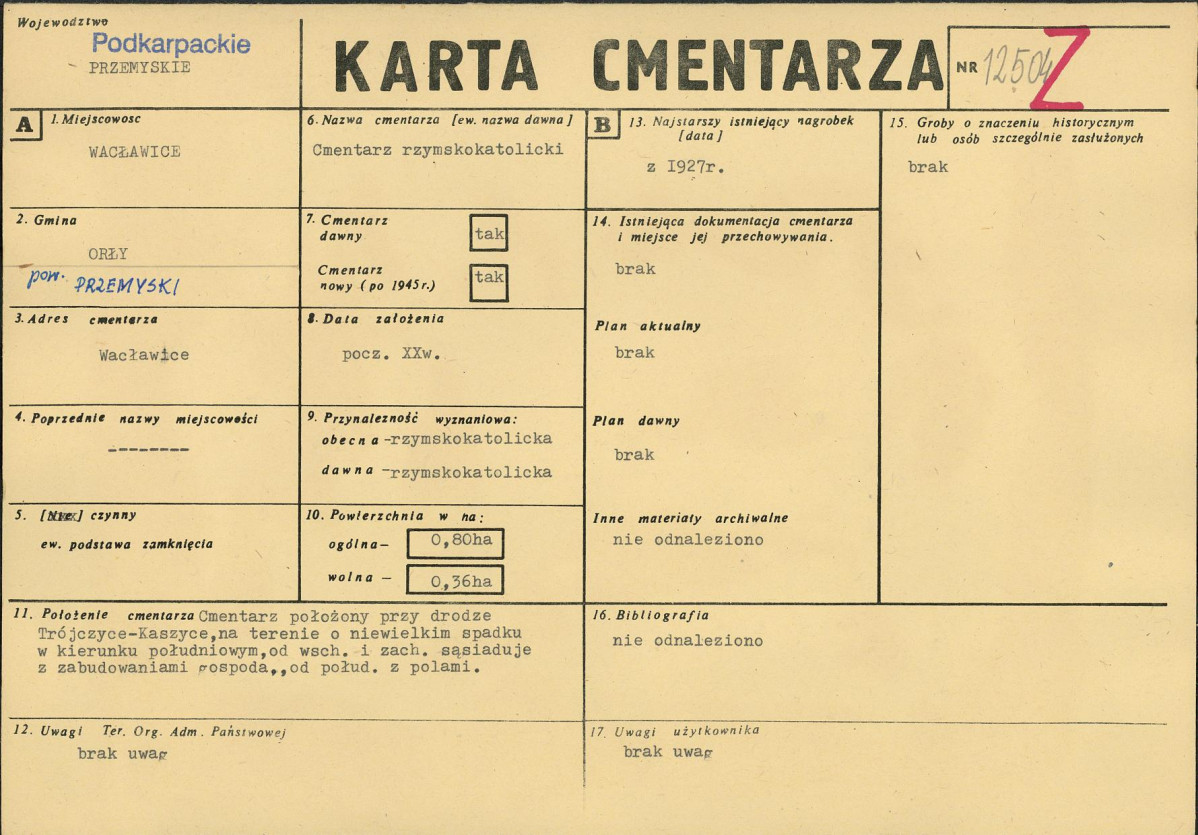 Województwo
Podkarpackie
PRZEMYSKIE
KARTA CMENTARZA
NR 12504 Z
A
1. Miejscowosc
WACŁAWICE
2. Gmina
ORŁY
pow. PRZEMYSKI
3. Adres cmentarza
Wacławice
4. Poprzednie nazwy miejscowości
--------
5. [Nie] czynny
ew. podstawa zamknięcia
6. Nazwa cmentarza [ew. nazwa dawna]
Cmentarz rzymskokatolicki
7. Cmentarz
dawny
tak
Cmentarz
nowy (po 1945 r.)
tak
8. Data założenia
pocz. XXw.
9. Przynależność wyznaniowa:
obecna -rzymskokatolicka
dawna -rzymskokatolicka
10. Powierzchnia w ha:
ogólna- 0,80ha
wolna - 0,36ha
11. Położenie cmentarza Cmentarz położony przy drodze
Trójczyce-Kaszyce,na terenie o niewielkim spadku
w kierunku południowym,od wsch. i zach. sąsiaduje
z zabudowaniami gospoda,,od połud. z polami.
12. Uwagi Ter. Org. Adm. Państwowej
brak uwag
B
13. Najstarszy istniejący nagrobek
[data]
z I927r.
14. Istniejąca dokumentacja cmentarza
i miejsce jej przechowywania.
brak
Plan aktualny
brak
Plan dawny
brak
Inne materiały archiwalne
nie odnaleziono
15. Groby o znaczeniu historycznym
lub osób szczególnie zasłużonych
brak
16. Bibliografia
nie odnaleziono
17. Uwagi użytkownika
brak uwag